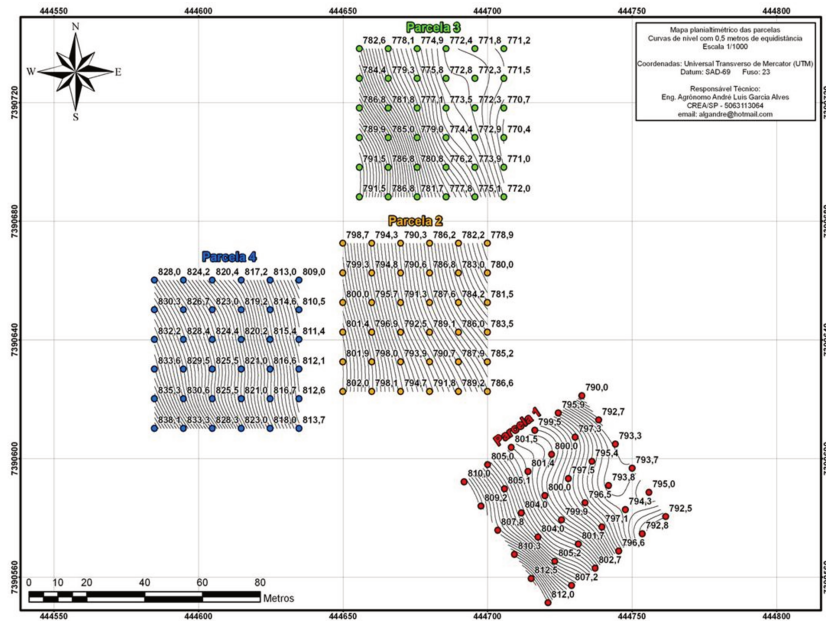 444550 444600 444650 444700 444750 444800
Parcela 3
782,6 778,1 774,9 772,4 771,8 771,2
784,4 779,3 775,8 772,8 772,3 771,5
786,8 781,8 777,1 773,5 772,3 770,7
789,9 785,0 779,0 774,4 772,9 770,4
791,5 786,8 780,8 776,2 773,9 771,0
791,5 786,8 781,7 777,8 775,1 772,0
Mapa planialtimétrico das parcelas
Curvas de nível com 0,5 metros de equidistância
Escala 1/1000
Coordenadas: Universal Transverso de Mercator (UTM)
Datum: SAD-69 Fuso: 23
Responsável Técnico:
Eng. Agrônomo André Luis Garcia Alves
CREA/SP - 5063113064
email: algandre@hotmail.com
N
W E
S
7390720
7390680
7390640
7390600
7390560
Parcela 2
798,7 794,3 790,3 786,2 782,2 778,9
799,3 794,8 790,6 786,8 783,0 780,0
800,0 795,7 791,3 787,6 784,2 781,5
801,4 796,9 792,5 789,1 786,0 783,5
801,9 798,0 793,9 790,7 787,9 785,2
802,0 798,1 794,7 791,8 789,2 786,6
Parcela 4
828,0 824,2 820,4 817,2 813,0 809,0
830,3 826,7 823,0 819,2 814,6 810,5
832,2 828,4 824,4 820,2 815,4 811,4
833,6 829,5 825,5 821,0 816,6 812,1
835,3 830,6 825,5 821,0 816,7 812,6
838,1 833,3 828,3 823,0 818,0 813,7
Parcela 1
790,0
795,9 792,7
799,5 797,3 793,3
801,5 800,0 795,4 793,7
805,0 801,4 797,5 793,8 795,0
810,0 805,1 800,0 796,5 794,3 792,5
809,2 804,0 799,9 797,1 792,8
807,8 804,0 801,7 796,6
810,3 805,2 802,7
812,5 807,2
812,0
0 10 20 40 60 80
Metros
444550 444600 444650 444700 444750 444800